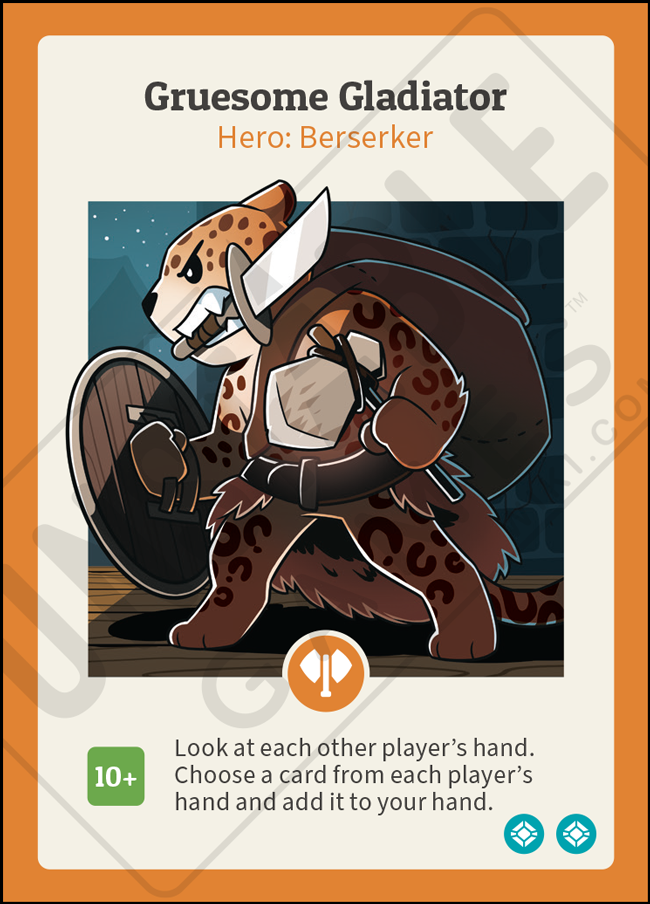 Gruesome Gladiator
Hero: Berserker
10+
Look at each other player’s hand.
Choose a card from each player’s
hand and add it to your hand.